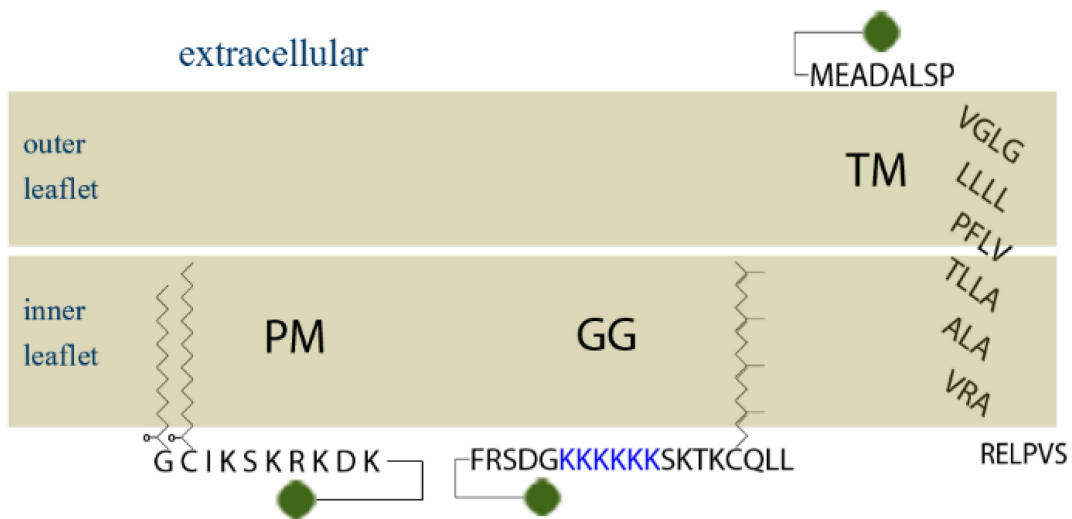 extracellular
MEADALSP
outer
leaflet
TM
VGLG
LLLL
PFLV
TLLA
ALA
VRA
inner
leaflet
PM
GG
GCIKSKRKDK
FRSDGKKKKKKSKTKCQLL
RELPVS